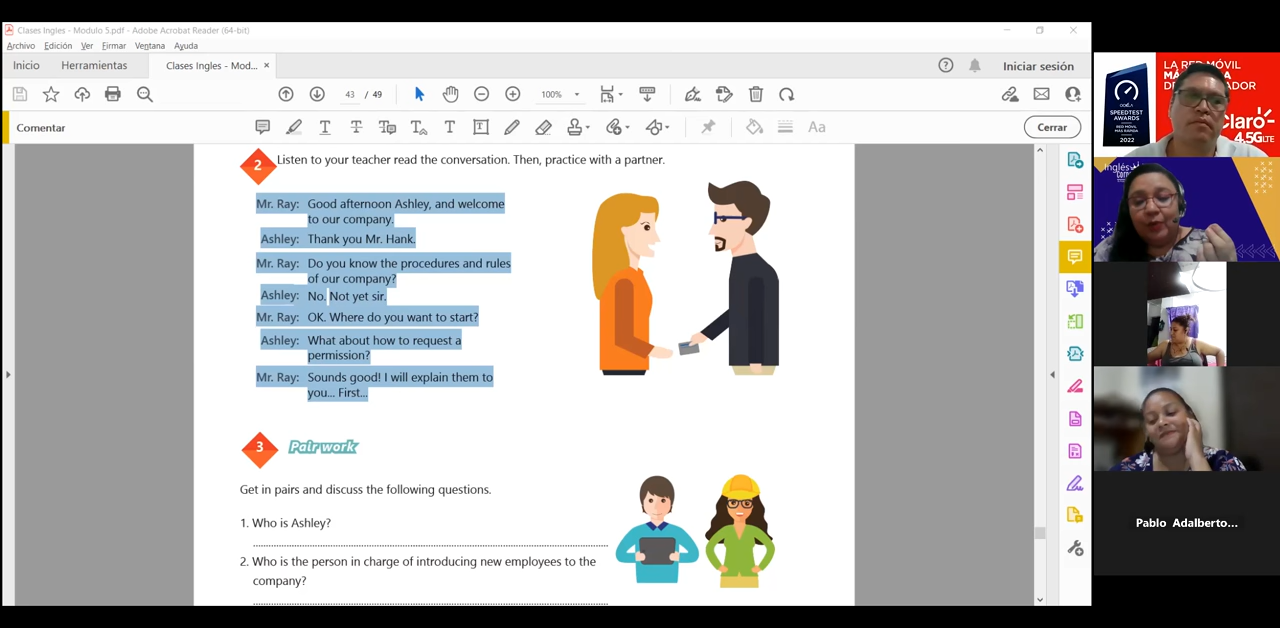 Clases Ingles - Modulo 5.pdf - Adobe Acrobat Reader (64-bit)
Archivo Edición Ver Firmar Ventana Ayuda
Inicio Herramientas Clases Ingles - Mod... × Iniciar sesión
43 / 49 100%
Comentar Cerrar
2 Listen to your teacher read the conversation. Then, practice with a partner.
Mr. Ray: Good afternoon Ashley, and welcome
to our company.
Ashley: Thank you Mr. Hank.
Mr. Ray: Do you know the procedures and rules
of our company?
Ashley: No. Not yet sir.
Mr. Ray: OK. Where do you want to start?
Ashley: What about how to request a
permission?
Mr. Ray: Sounds good! I will explain them to
you... First...
3 Pair work
Get in pairs and discuss the following questions.
1. Who is Ashley?
2. Who is the person in charge of introducing new employees to the
company?
LA RED MÓVIL
SPEEDTEST
AWARDS
2022
Claro
4.5G LTE
Inglés
Pablo Adalberto...